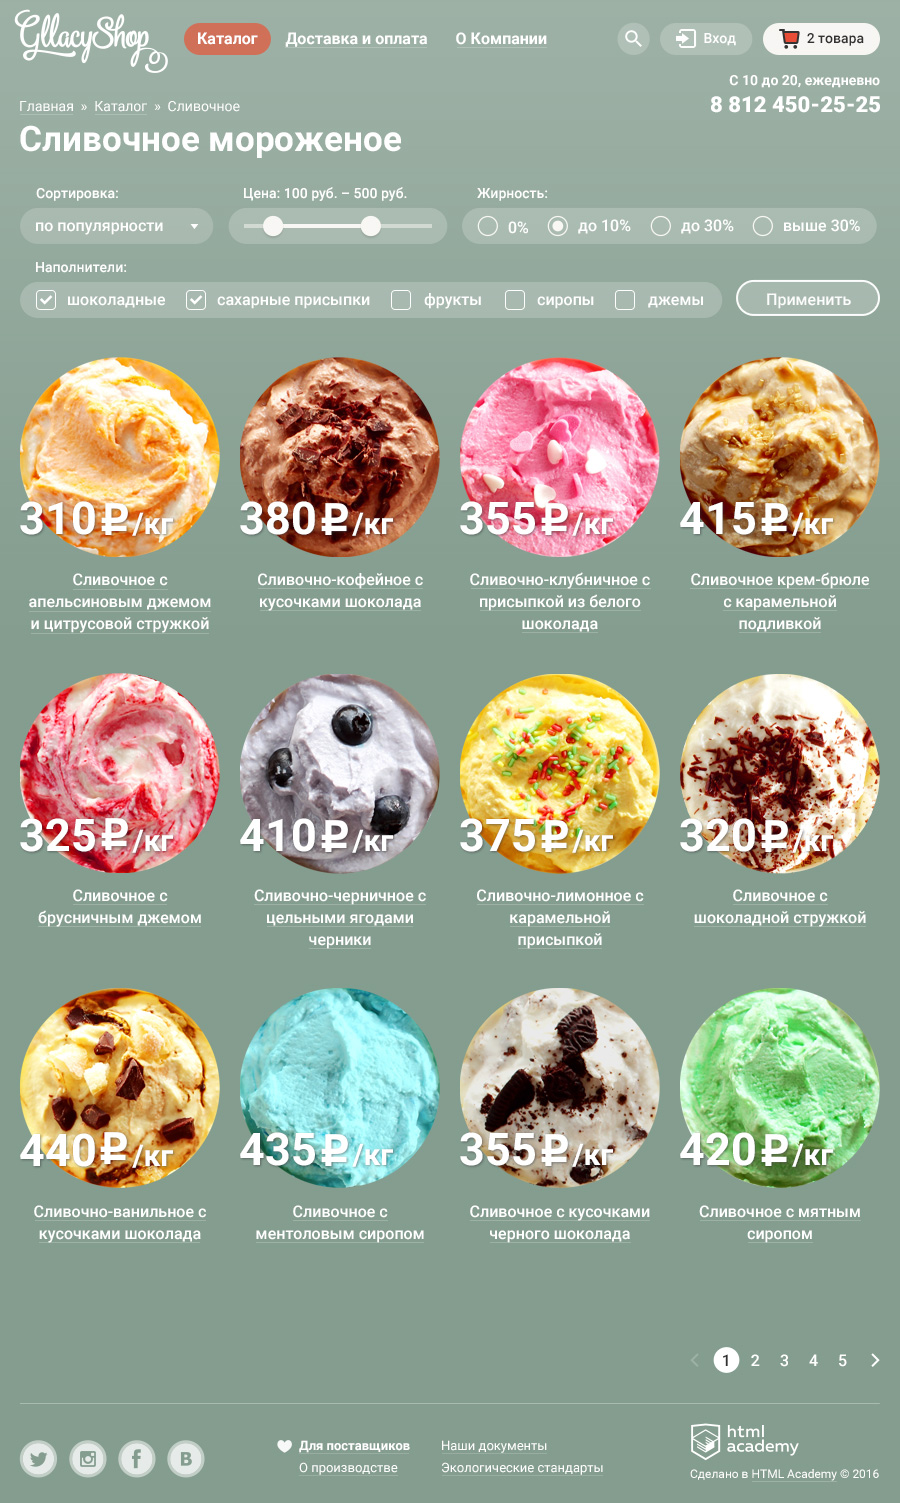 GllacyShop
Каталог
Доставка и оплата
О Компании
Вход
2 товара
С 10 до 20, ежедневно
8 812 450-25-25
Главная » Каталог » Сливочное
Сливочное мороженое
Сортировка:
Цена: 100 руб. – 500 руб.
Жирность:
по популярности
0%
до 10%
до 30%
выше 30%
Наполнители:
шоколадные
сахарные присыпки
фрукты
сиропы
джемы
Применить
310₽/кг
380₽/кг
355₽/кг
415₽/кг
Сливочное с
апельсиновым джемом
и цитрусовой стружкой
Сливочно-кофейное с
кусочками шоколада
Сливочно-клубничное с
присыпкой из белого
шоколада
Сливочное крем-брюле
с карамельной
подливкой
325₽/кг
410₽/кг
375₽/кг
320₽/кг
Сливочное с
брусничным джемом
Сливочно-черничное с
цельными ягодами
черники
Сливочно-лимонное с
карамельной
присыпкой
Сливочное с
шоколадной стружкой
440₽/кг
435₽/кг
355₽/кг
420₽/кг
Сливочно-ванильное с
кусочками шоколада
Сливочное с
ментоловым сиропом
Сливочное с кусочками
черного шоколада
Сливочное с мятным
сиропом
1 2 3 4 5
Для поставщиков
О производстве
Наши документы
Экологические стандарты
html
academy
Сделано в HTML Academy © 2016